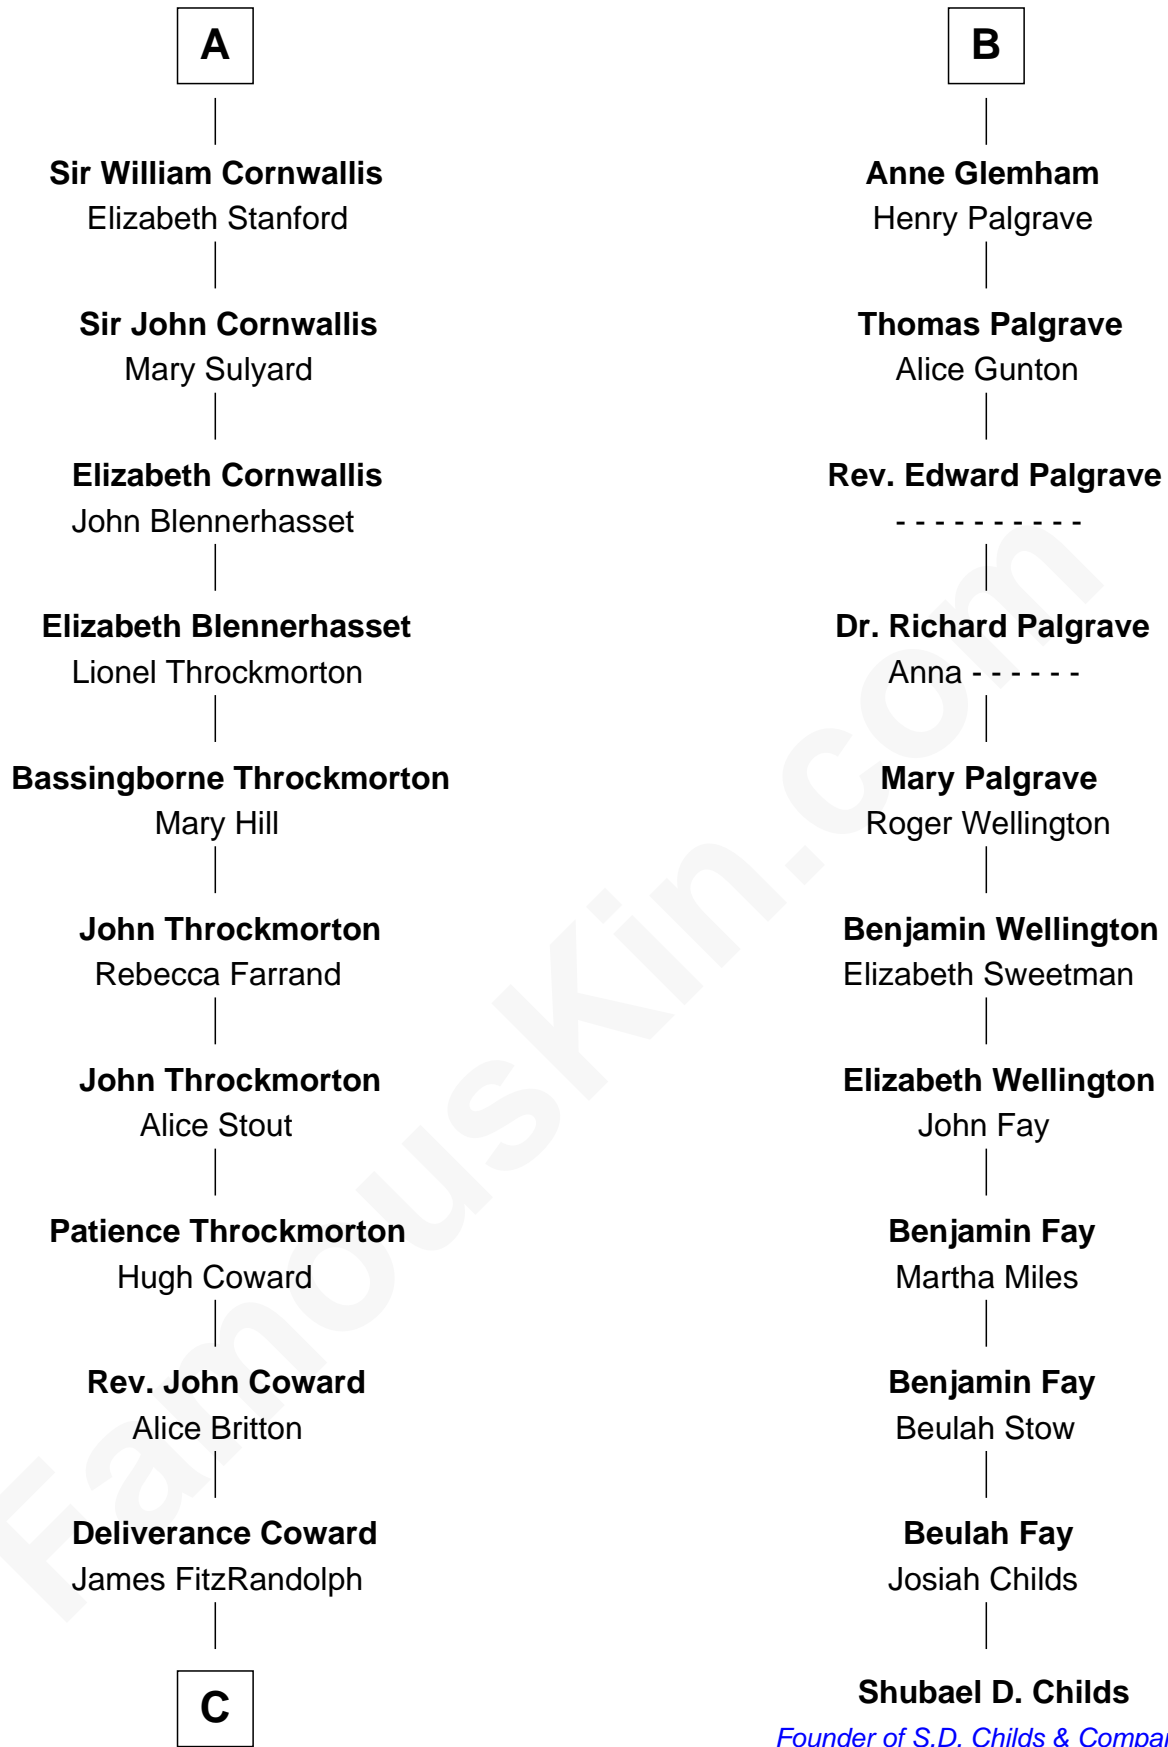 A
Sir William Cornwallis
Elizabeth Stanford
Sir John Cornwallis
Mary Sulyard
Elizabeth Cornwallis
John Blennerhasset
Elizabeth Blennerhasset
Lionel Throckmorton
Bassingborne Throckmorton
Mary Hill
John Throckmorton
Rebecca Farrand
John Throckmorton
Alice Stout
Patience Throckmorton
Hugh Coward
Rev. John Coward
Alice Britton
Deliverance Coward
James FitzRandolph
C
B
Anne Glemham
Henry Palgrave
Thomas Palgrave
Alice Gunton
Rev. Edward Palgrave
- - - - - - - - - -
Dr. Richard Palgrave
Anna - - - - - -
Mary Palgrave
Roger Wellington
Benjamin Wellington
Elizabeth Sweetman
Elizabeth Wellington
John Fay
Benjamin Fay
Martha Miles
Benjamin Fay
Beulah Stow
Beulah Fay
Josiah Childs
Shubael D. Childs
Founder of S.D. Childs &
FamousKin.com